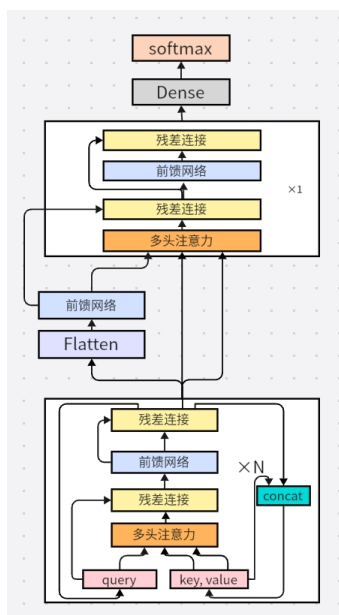 softmax
Dense
残差连接
前馈网络
×1
残差连接
多头注意力
前馈网络
Flatten
残差连接
前馈网络
×N
残差连接
concat
多头注意力
query
key, value